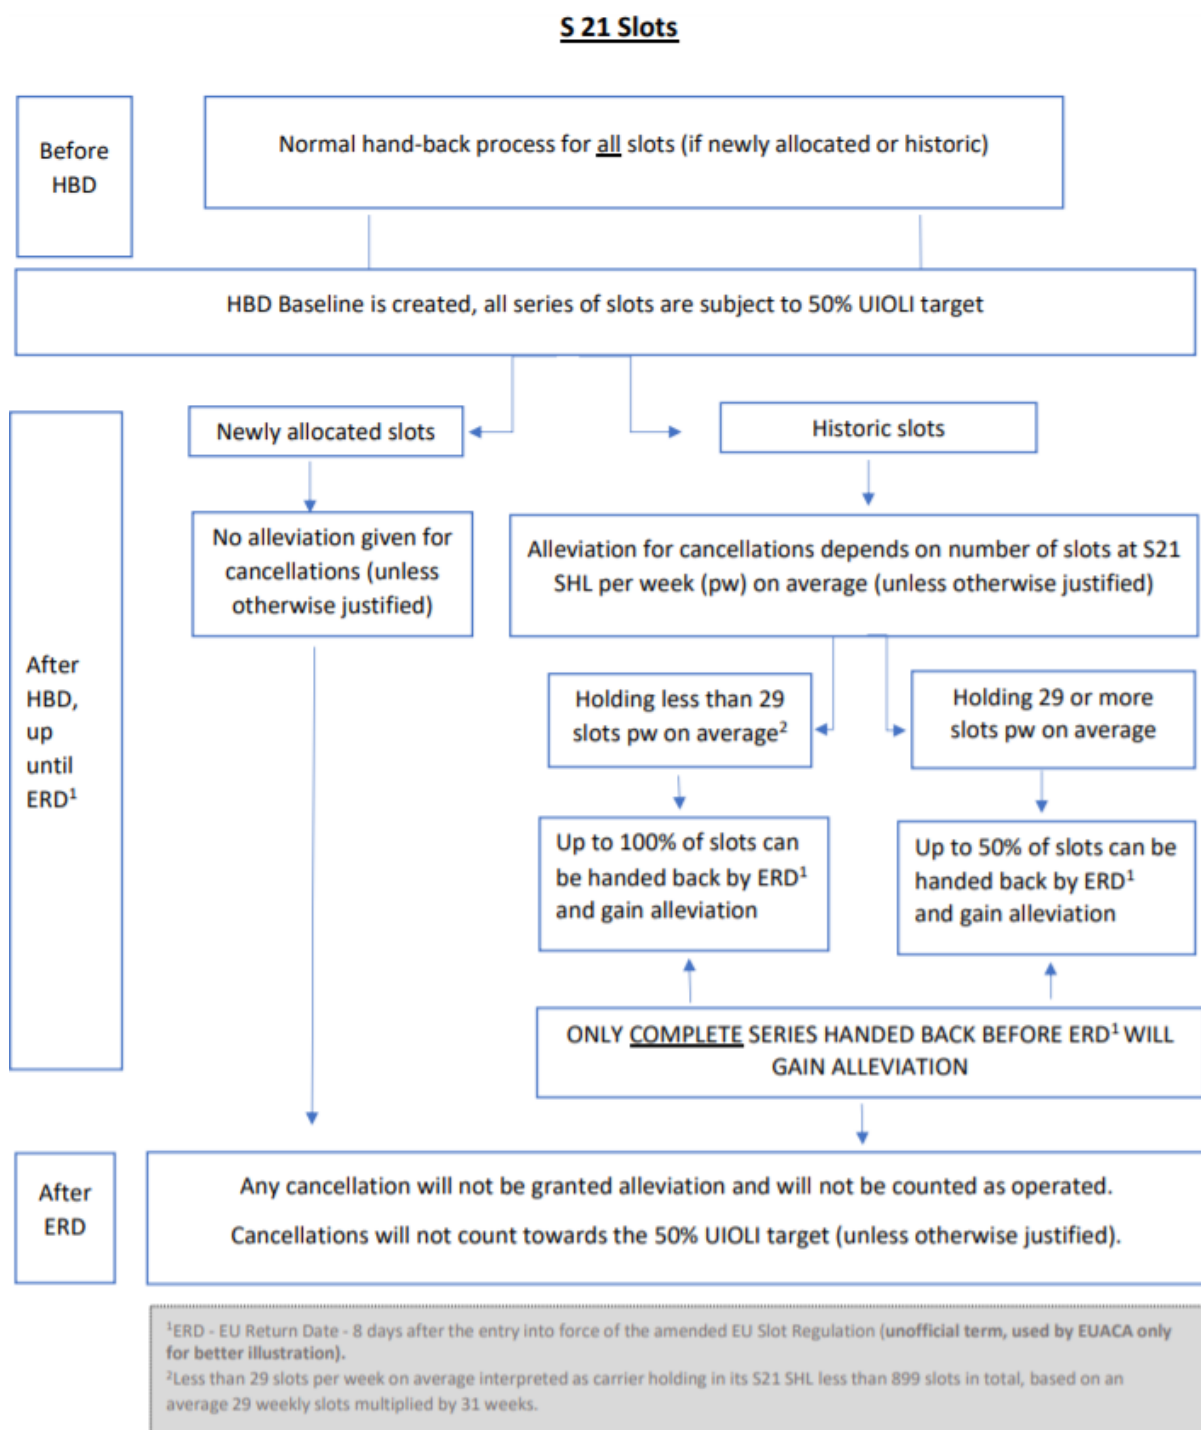 S 21 Slots
Before
HBD
Normal hand-back process for all slots (if newly allocated or historic)
HBD Baseline is created, all series of slots are subject to 50% UIOLI target
After
HBD,
up
until
ERD¹
Newly allocated slots
Historic slots
No alleviation given for
cancellations (unless
otherwise justified)
Alleviation for cancellations depends on number of slots at S21
SHL per week (pw) on average (unless otherwise justified)
Holding less than 29
slots pw on average²
Holding 29 or more
slots pw on average
Up to 100% of slots can
be handed back by ERD¹
and gain alleviation
Up to 50% of slots can be
handed back by ERD¹
and gain alleviation
ONLY COMPLETE SERIES HANDED BACK BEFORE ERD¹ WILL
GAIN ALLEVIATION
After
ERD
Any cancellation will not be granted alleviation and will not be counted as operated.
Cancellations will not count towards the 50% UIOLI target (unless otherwise justified).
¹ERD - EU Return Date - 8 days after the entry into force of the amended EU Slot Regulation (unofficial term, used by EUACA only
for better illustration).
²Less than 29 slots per week on average interpreted as carrier holding in its S21 SHL less than 899 slots in total, based on an
average 29 weekly slots multiplied by 31 weeks.